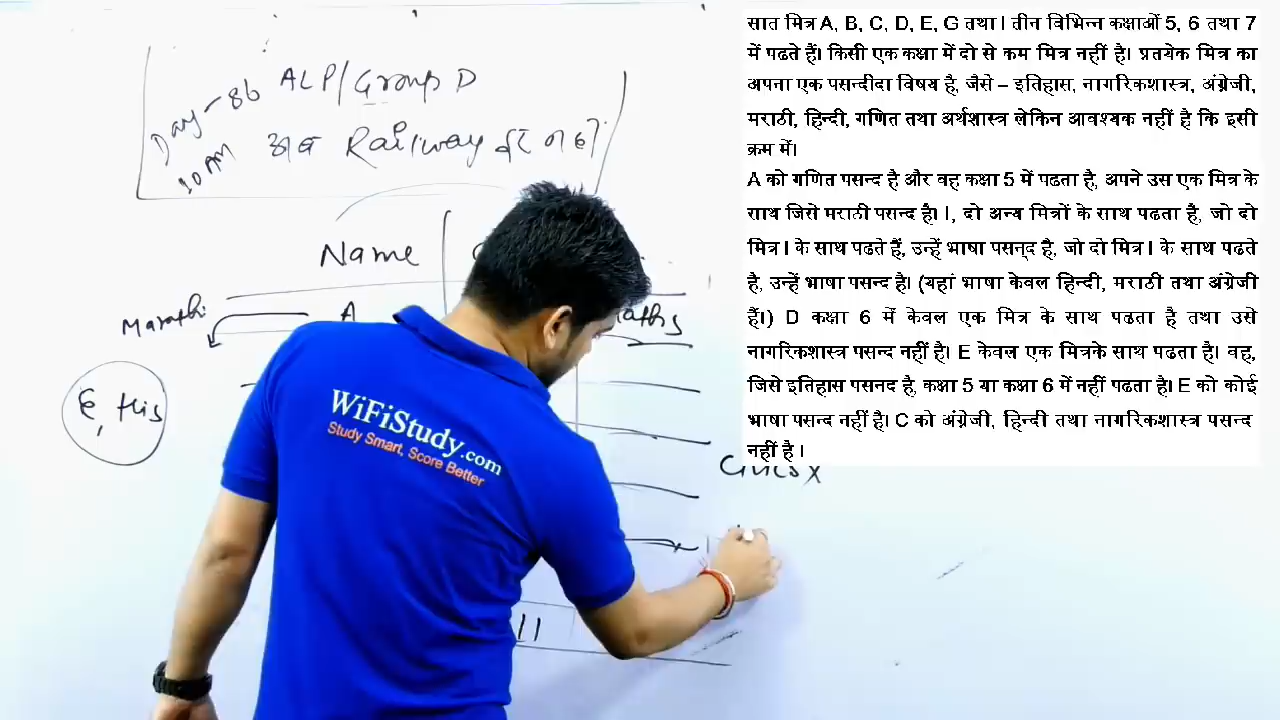 Day-86 ALP/Group D
10 AM अब Railway दूर नहीं
Name
Marathi A Maths
E, His
Civics X
11
WiFiStudy.com
Study Smart, Score Better
सात मित्र A, B, C, D, E, G तथा I तीन विभिन्न कक्षाओं 5, 6 तथा 7
में पढते हैं। किसी एक कक्षा में दो से कम मित्र नहीं है। प्रतयेक मित्र का
अपना एक पसन्दीदा विषय है, जैसे – इतिहास, नागरिकशास्त्र, अंग्रेजी,
मराठी, हिन्दी, गणित तथा अर्थशास्त्र लेकिन आवश्यक नहीं है कि इसी
क्रम में।
A को गणित पसन्द है और वह कक्षा 5 में पढता है, अपने उस एक मित्र के
साथ जिसे मराठी पसन्द है। I, दो अन्य मित्रों के साथ पढता है, जो दो
मित्र I के साथ पढते हैं, उन्हें भाषा पसन्द है, जो दो मित्र I के साथ पढते
है, उन्हें भाषा पसन्द है। (यहां भाषा केवल हिन्दी, मराठी तथा अंग्रेजी
हैं।) D कक्षा 6 में केवल एक मित्र के साथ पढता है तथा उसे
नागरिकशास्त्र पसन्द नहीं है। E केवल एक मित्रके साथ पढता है। वह,
जिसे इतिहास पसनद है, कक्षा 5 या कक्षा 6 में नहीं पढता है। E को कोई
भाषा पसन्द नहीं है। C को अंग्रेजी, हिन्दी तथा नागरिकशास्त्र पसन्द
नहीं है ।